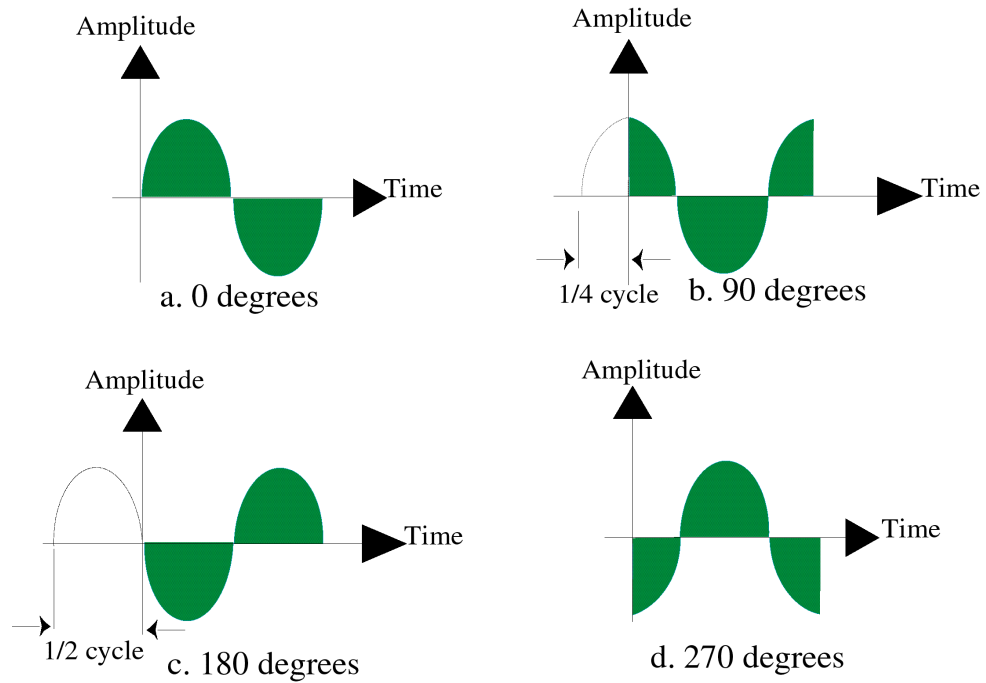 Amplitude
Time
a. 0 degrees
Amplitude
Time
1/4 cycle
b. 90 degrees
Amplitude
Time
1/2 cycle
c. 180 degrees
Amplitude
Time
d. 270 degrees